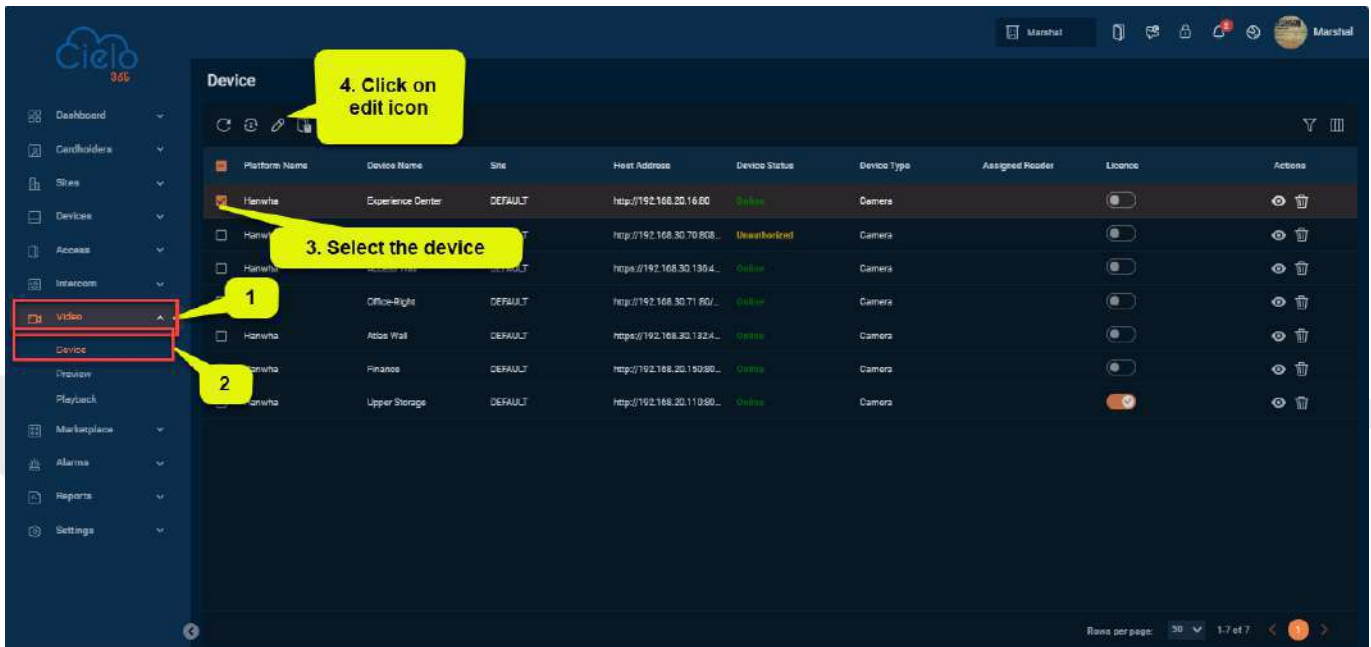 Cielo
365
Marshal
Marshal
Device
4. Click on
edit icon
Dashboard
Cardholders
Sites
Devices
Access
Intercom
Video
Device
Preview
Playback
Marketplace
Alarms
Reports
Settings
Platform Name Device Name Site Host Address Device Status Device Type Assigned Reader Licence Actions
Hanwha Experience Center DEFAULT http://192.168.20.16:80 Online Camera
http://192.168.30.70:808... Unauthorized Camera
3. Select the device
DEFAULT https://192.168.30.136:4... Online Camera
1
Office-Right DEFAULT http://192.168.30.71:80/... Online Camera
Hanwha Atlas Wall DEFAULT https://192.168.30.132:4... Online Camera
2
Hanwha Finance DEFAULT http://192.168.20.150:80... Online Camera
Hanwha Upper Storage DEFAULT http://192.168.20.110:80... Online Camera
Rows per page: 50 1-7 of 7 1